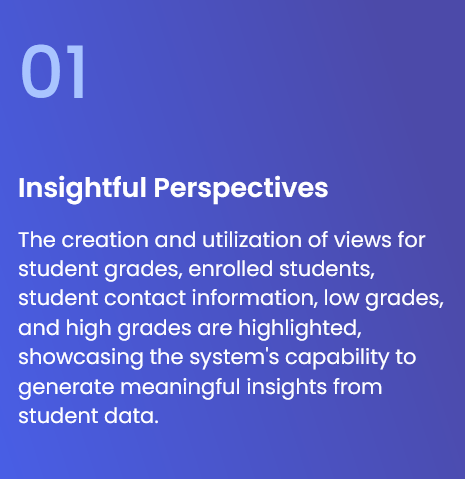 01
Insightful Perspectives
The creation and utilization of views for
student grades, enrolled students,
student contact information, low grades,
and high grades are highlighted,
showcasing the system's capability to
generate meaningful insights from
student data.